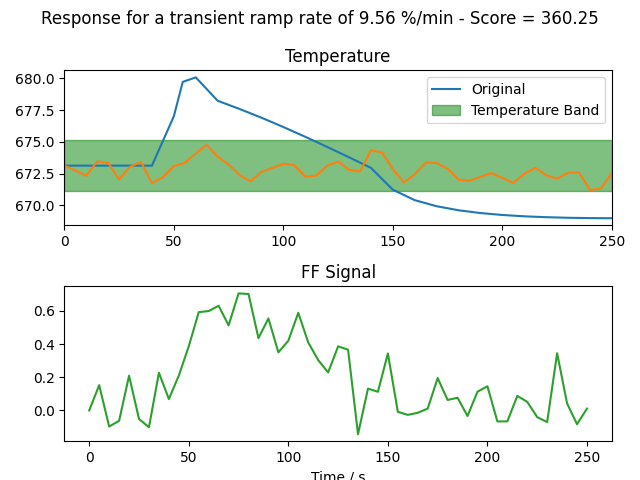 Response for a transient ramp rate of 9.56 %/min - Score = 360.25
Temperature
680.0
677.5
675.0
672.5
670.0
Original
Temperature Band
0 50 100 150 200 250
FF Signal
0.6
0.4
0.2
0.0
0 50 100 150 200 250
Time / s